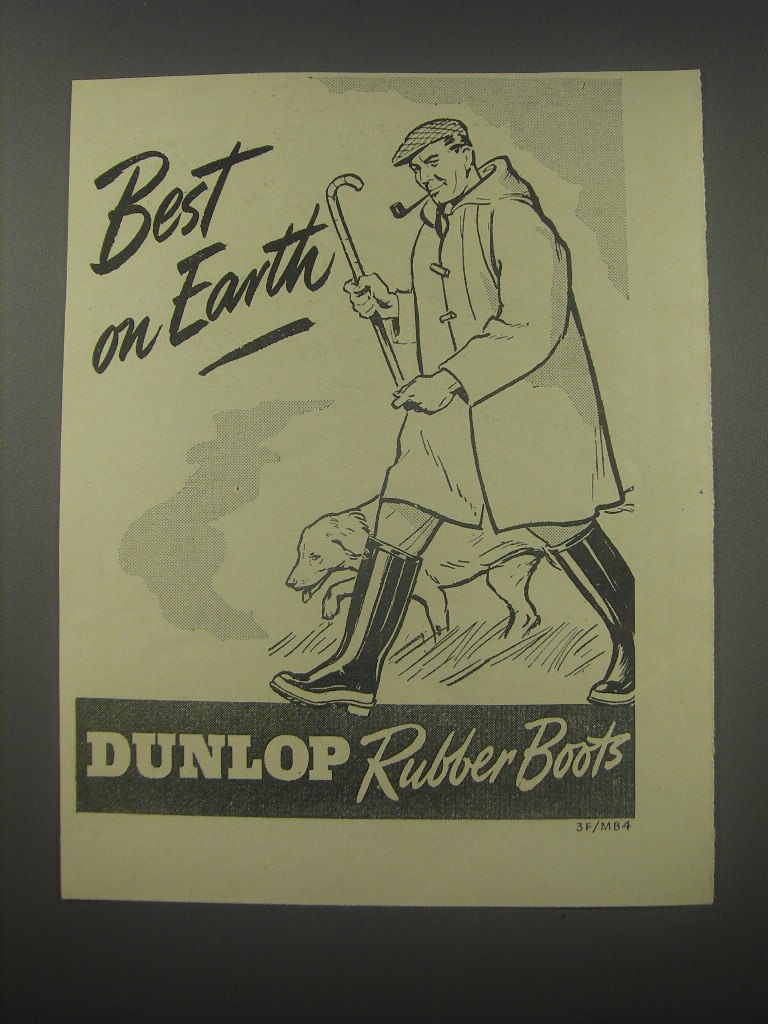 Best
on Earth
DUNLOP Rubber Boots
3F/MB4